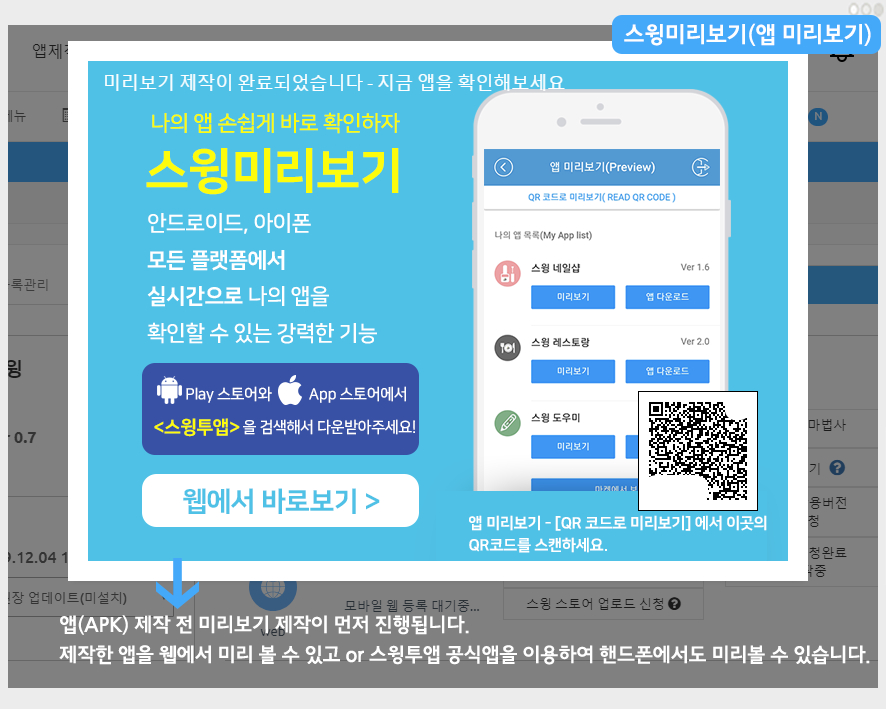 스윙미리보기(앱 미리보기)
앱제
미리보기 제작이 완료되었습니다 - 지금 앱을 확인해보세요
나의 앱 손쉽게 바로 확인하자
스윙미리보기
안드로이드, 아이폰
모든 플랫폼에서
실시간으로 나의 앱을
확인할 수 있는 강력한 기능
Play 스토어와 App 스토어에서
<스윙투앱> 을 검색해서 다운받아주세요!
웹에서 바로보기 >
앱 미리보기(Preview)
QR 코드로 미리보기( READ QR CODE )
나의 앱 목록(My App list)
스윙 네일샵 Ver 1.6
미리보기 앱 다운로드
스윙 레스토랑 Ver 2.0
미리보기 앱 다운로드
스윙 도우미
미리보기
앱 미리보기 - [QR 코드로 미리보기] 에서 이곳의
QR코드를 스캔하세요.
메뉴
N
록관리
윙
r 0.7
마법사
기 ?
용버전
청
청완료
작중
9.12.04 1
장 업데이트(미설치)
web
모바일 웹 등록 대기중...
스윙 스토어 업로드 신청 ?
앱(APK) 제작 전 미리보기 제작이 먼저 진행됩니다.
제작한 앱을 웹에서 미리 볼 수 있고 or 스윙투앱 공식앱을 이용하여 핸드폰에서도 미리볼 수 있습니다.